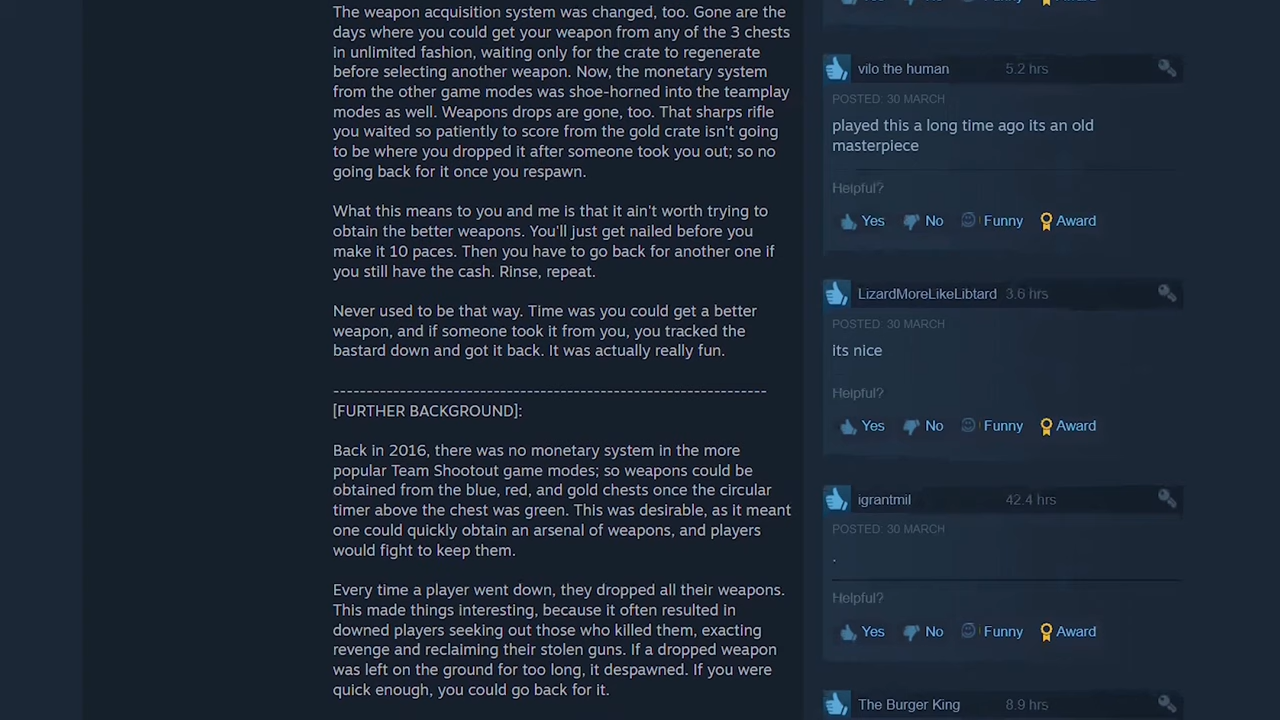 The weapon acquisition system was changed, too. Gone are the
days where you could get your weapon from any of the 3 chests
in unlimited fashion, waiting only for the crate to regenerate
before selecting another weapon. Now, the monetary system
from the other game modes was shoe-horned into the teamplay
modes as well. Weapons drops are gone, too. That sharps rifle
you waited so patiently to score from the gold crate isn't going
to be where you dropped it after someone took you out; so no
going back for it once you respawn.
What this means to you and me is that it ain't worth trying to
obtain the better weapons. You'll just get nailed before you
make it 10 paces. Then you have to go back for another one if
you still have the cash. Rinse, repeat.
Never used to be that way. Time was you could get a better
weapon, and if someone took it from you, you tracked the
bastard down and got it back. It was actually really fun.
-----------------------------------------------------------------
[FURTHER BACKGROUND]:
Back in 2016, there was no monetary system in the more
popular Team Shootout game modes; so weapons could be
obtained from the blue, red, and gold chests once the circular
timer above the chest was green. This was desirable, as it meant
one could quickly obtain an arsenal of weapons, and players
would fight to keep them.
Every time a player went down, they dropped all their weapons.
This made things interesting, because it often resulted in
downed players seeking out those who killed them, exacting
revenge and reclaiming their stolen guns. If a dropped weapon
was left on the ground for too long, it despawned. If you were
quick enough, you could go back for it.
Yes No Funny Award
vilo the human 5.2 hrs
POSTED: 30 MARCH
played this a long time ago its an old
masterpiece
Helpful?
Yes No Funny Award
LizardMoreLikeLibtard 3.6 hrs
POSTED: 30 MARCH
its nice
Helpful?
Yes No Funny Award
igrantmil 42.4 hrs
POSTED: 30 MARCH
.
Helpful?
Yes No Funny Award
The Burger King 8.9 hrs